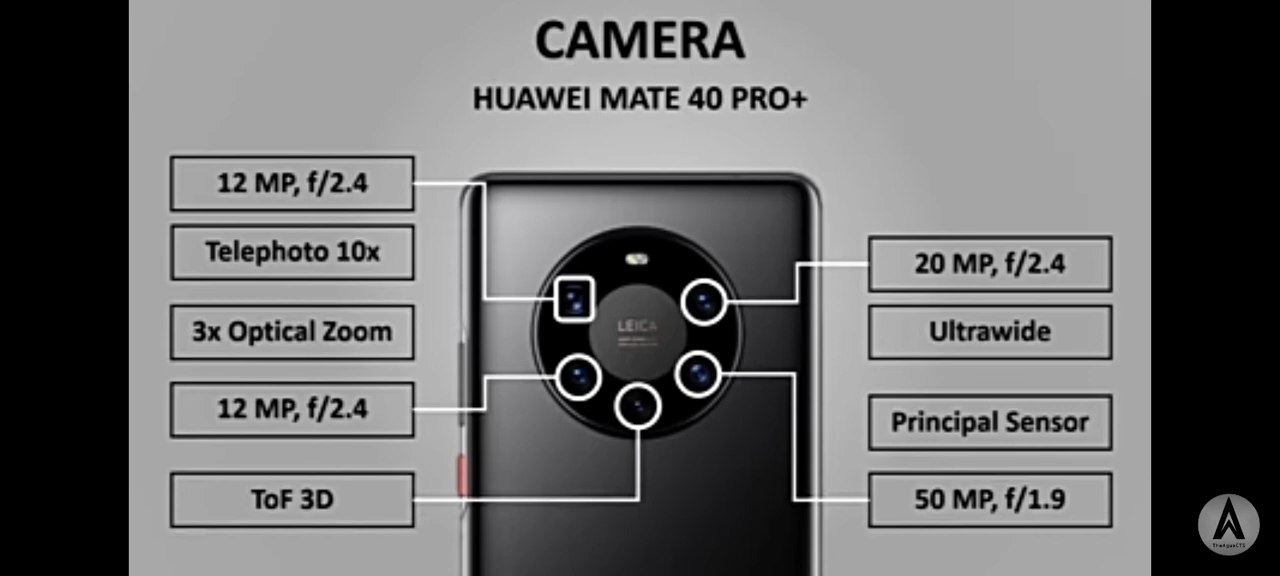 CAMERA
HUAWEI MATE 40 PRO+
12 MP, f/2.4
Telephoto 10x
3x Optical Zoom
12 MP, f/2.4
ToF 3D
LEICA
20 MP, f/2.4
Ultrawide
Principal Sensor
50 MP, f/1.9